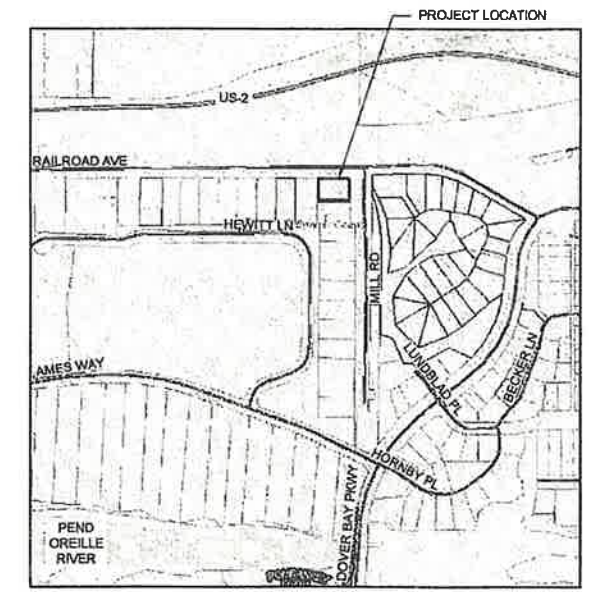 PROJECT LOCATION
US-2
RAILROAD AVE
HEWITT LN
MILL RD
AMES WAY
LUNDBLAD PL
BECKER LN
HORNBY PL
DOVER BAY PKWY
PEND
OREILLE
RIVER